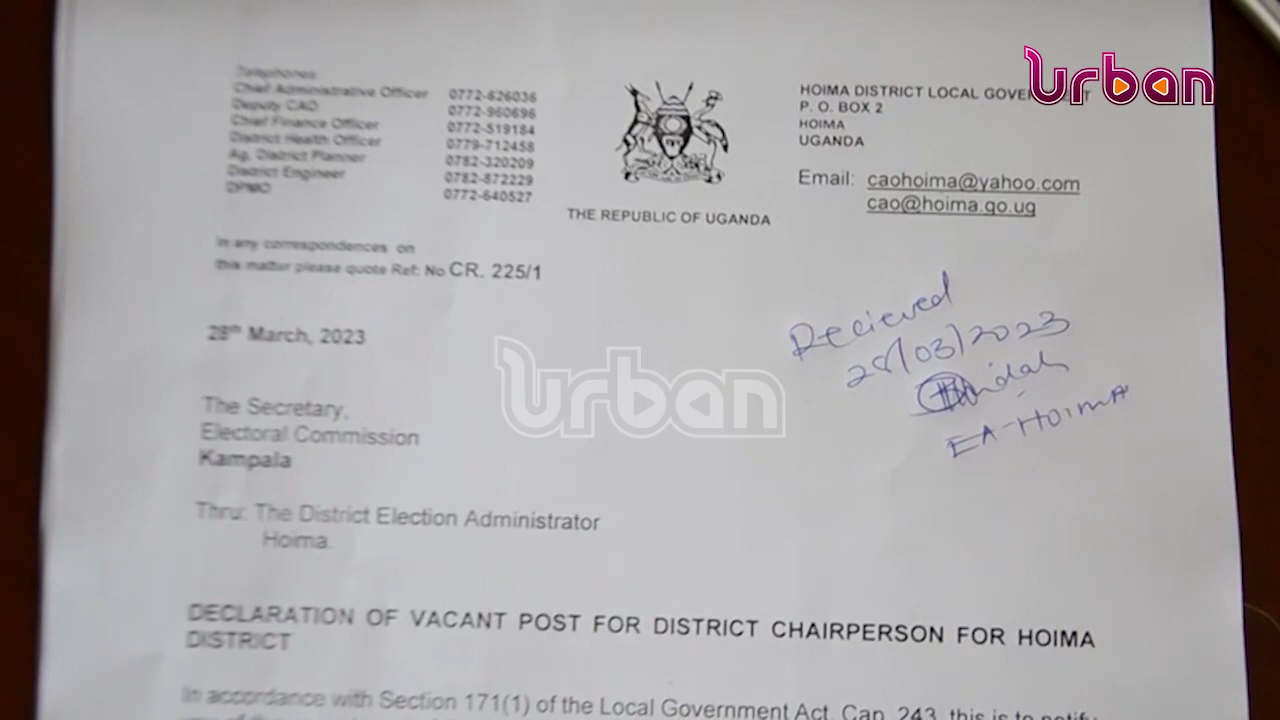 Urban
Telephones
Chief Administrative Officer 0772-626036
Deputy CAO 0772-960696
Chief Finance Officer 0772-519184
District Health Officer 0779-712458
Ag. District Planner 0782-320209
District Engineer 0782-872229
DPMO 0772-640527
THE REPUBLIC OF UGANDA
HOIMA DISTRICT LOCAL
P. O. BOX 2
HOIMA
UGANDA
Email: caohoima@yahoo.com
cao@hoima.go.ug
In any correspondences on
this matter please quote Ref: No CR. 225/1
Recieved
28/03/2023
EA-HOIMA
28th March, 2023
Urban
The Secretary,
Electoral Commission
Kampala
Thru: The District Election Administrator
Hoima.
DECLARATION OF VACANT POST FOR DISTRICT CHAIRPERSON FOR HOIMA
DISTRICT
In accordance with Section 171(1) of the Local Government Act, Cap. 243, this is to notify